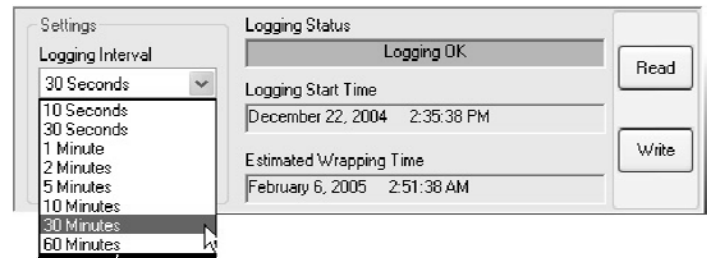 Settings
Logging Interval
30 Seconds
10 Seconds
30 Seconds
1 Minute
2 Minutes
5 Minutes
10 Minutes
30 Minutes
60 Minutes
Logging Status
Logging OK
Logging Start Time
December 22, 2004 2:35:38 PM
Estimated Wrapping Time
February 6, 2005 2:51:38 AM
Read
Write